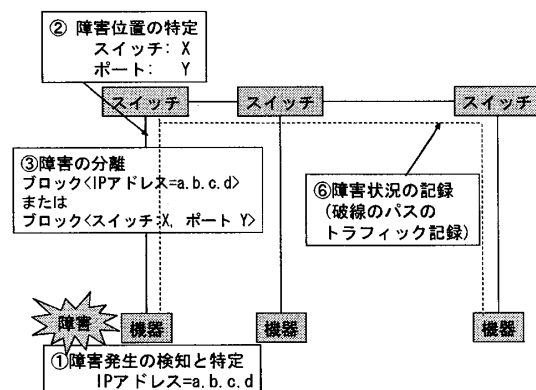 ② 障害位置の特定
スイッチ: X
ポート: Y
スイッチ
スイッチ
スイッチ
③障害の分離
ブロック<IPアドレス=a.b.c.d>
または
ブロック<スイッチ:X, ポート Y>
⑥障害状況の記録
(破線のパスの
トラフィック記録)
障害
機器
機器
機器
①障害発生の検知と特定
IPアドレス=a.b.c.d